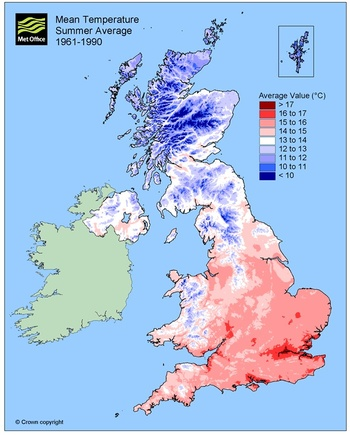 Met Office
Mean Temperature
Summer Average
1961-1990
Average Value (°C)
> 17
16 to 17
15 to 16
14 to 15
13 to 14
12 to 13
11 to 12
10 to 11
< 10
© Crown copyright